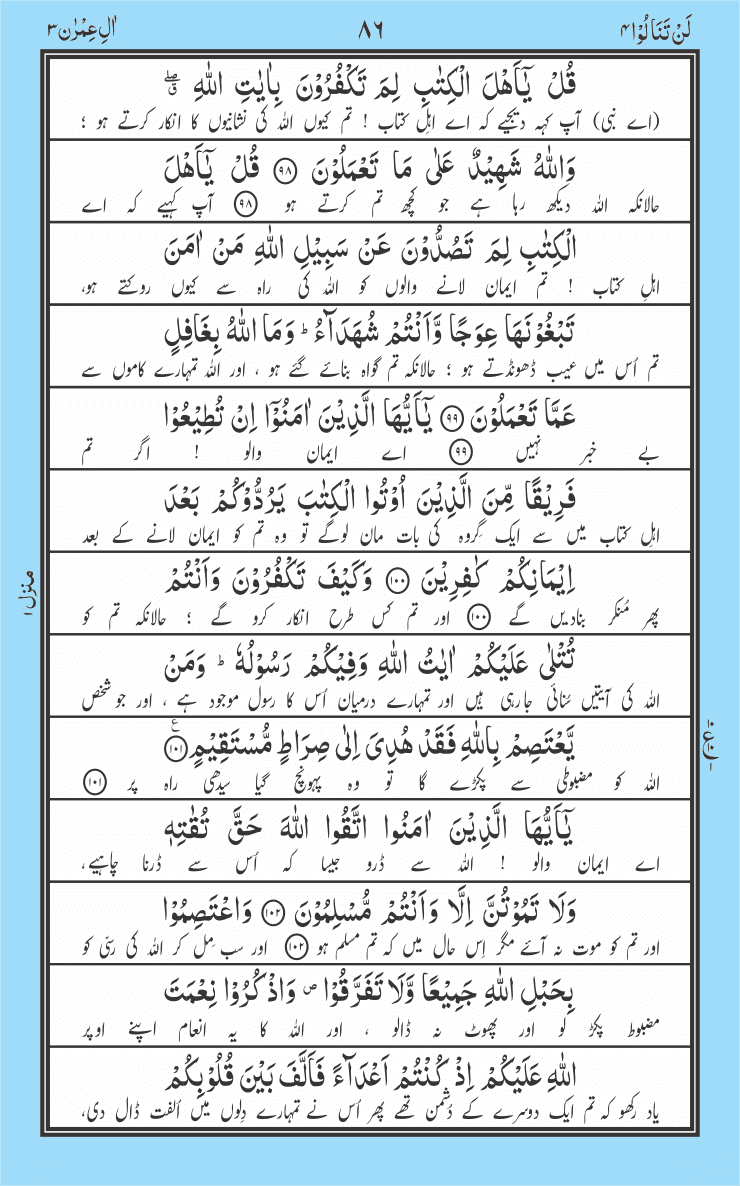 لَنْ تَنَالُوْا ۴
۸۶
اٰلِ عِمْرٰن ۳
قُلْ يٰۤاَهْلَ الْكِتٰبِ لِمَ تَكْفُرُوْنَ بِاٰيٰتِ اللّٰهِ ۖق
(اے نبی) آپ کہہ دیجیے کہ اے اہلِ کتاب ! تم کیوں اللہ کی نشانیوں کا انکار کرتے ہو ؛
وَاللّٰهُ شَهِيْدٌ عَلٰى مَا تَعْمَلُوْنَ ۹۸ قُلْ يٰۤاَهْلَ
حالانکہ اللہ دیکھ رہا ہے جو کچھ تم کرتے ہو ۹۸ آپ کہیے کہ اے
الْكِتٰبِ لِمَ تَصُدُّوْنَ عَنْ سَبِيْلِ اللّٰهِ مَنْ اٰمَنَ
اہلِ کتاب ! تم ایمان لانے والوں کو اللہ کی راہ سے کیوں روکتے ہو،
تَبْغُوْنَهَا عِوَجًا وَّاَنْتُمْ شُهَدَآءُ ؕ وَمَا اللّٰهُ بِغَافِلٍ
تم اُس میں عیب ڈھونڈتے ہو ؛ حالانکہ تم گواہ بنائے گئے ہو ، اور اللہ تمہارے کاموں سے
عَمَّا تَعْمَلُوْنَ ۹۹ يٰۤاَيُّهَا الَّذِيْنَ اٰمَنُوْۤا اِنْ تُطِيْعُوْا
بے خبر نہیں ۹۹ اے ایمان والو ! اگر تم
فَرِيْقًا مِّنَ الَّذِيْنَ اُوْتُوا الْكِتٰبَ يَرُدُّوْكُمْ بَعْدَ
اہلِ کتاب میں سے ایک گروہ کی بات مان لوگے تو وہ تم کو ایمان لانے کے بعد
اِيْمَانِكُمْ كٰفِرِيْنَ ۱۰۰ وَكَيْفَ تَكْفُرُوْنَ وَاَنْتُمْ
پھر مُنکر بنادیں گے ۱۰۰ اور تم کس طرح انکار کرو گے ؛ حالانکہ تم کو
تُتْلٰى عَلَيْكُمْ اٰيٰتُ اللّٰهِ وَفِيْكُمْ رَسُوْلُهٗ ؕ وَمَنْ
اللہ کی آیتیں سُنائی جارہی ہیں اور تمہارے درمیان اُس کا رسول موجود ہے ، اور جو شخص
يَّعْتَصِمْ بِاللّٰهِ فَقَدْ هُدِىَ اِلٰى صِرَاطٍ مُّسْتَقِيْمٍ ۱۰۱ ع
اللہ کو مضبوطی سے پکڑے گا تو وہ پہونچ گیا سیدھی راہ پر ۱۰۱
يٰۤاَيُّهَا الَّذِيْنَ اٰمَنُوا اتَّقُوا اللّٰهَ حَقَّ تُقٰتِهٖ
اے ایمان والو ! اللہ سے ڈرو جیسا کہ اُس سے ڈرنا چاہیے،
وَلَا تَمُوْتُنَّ اِلَّا وَاَنْتُمْ مُّسْلِمُوْنَ ۱۰۲ وَاعْتَصِمُوْا
اور تم کو موت نہ آئے مگر اِس حال میں کہ تم مسلم ہو ۱۰۲ اور سب مِل کر اللہ کی رسّی کو
بِحَبْلِ اللّٰهِ جَمِيْعًا وَّلَا تَفَرَّقُوْا ص وَاذْكُرُوْا نِعْمَتَ
مضبوط پکڑ لو اور پھوٹ نہ ڈالو ، اور اللہ کا یہ انعام اپنے اوپر
اللّٰهِ عَلَيْكُمْ اِذْ كُنْتُمْ اَعْدَآءً فَاَلَّفَ بَيْنَ قُلُوْبِكُمْ
یاد رکھو کہ تم ایک دوسرے کے دُشمن تھے پھر اُس نے تمہارے دِلوں میں اُلفت ڈال دی،
منزل ۱